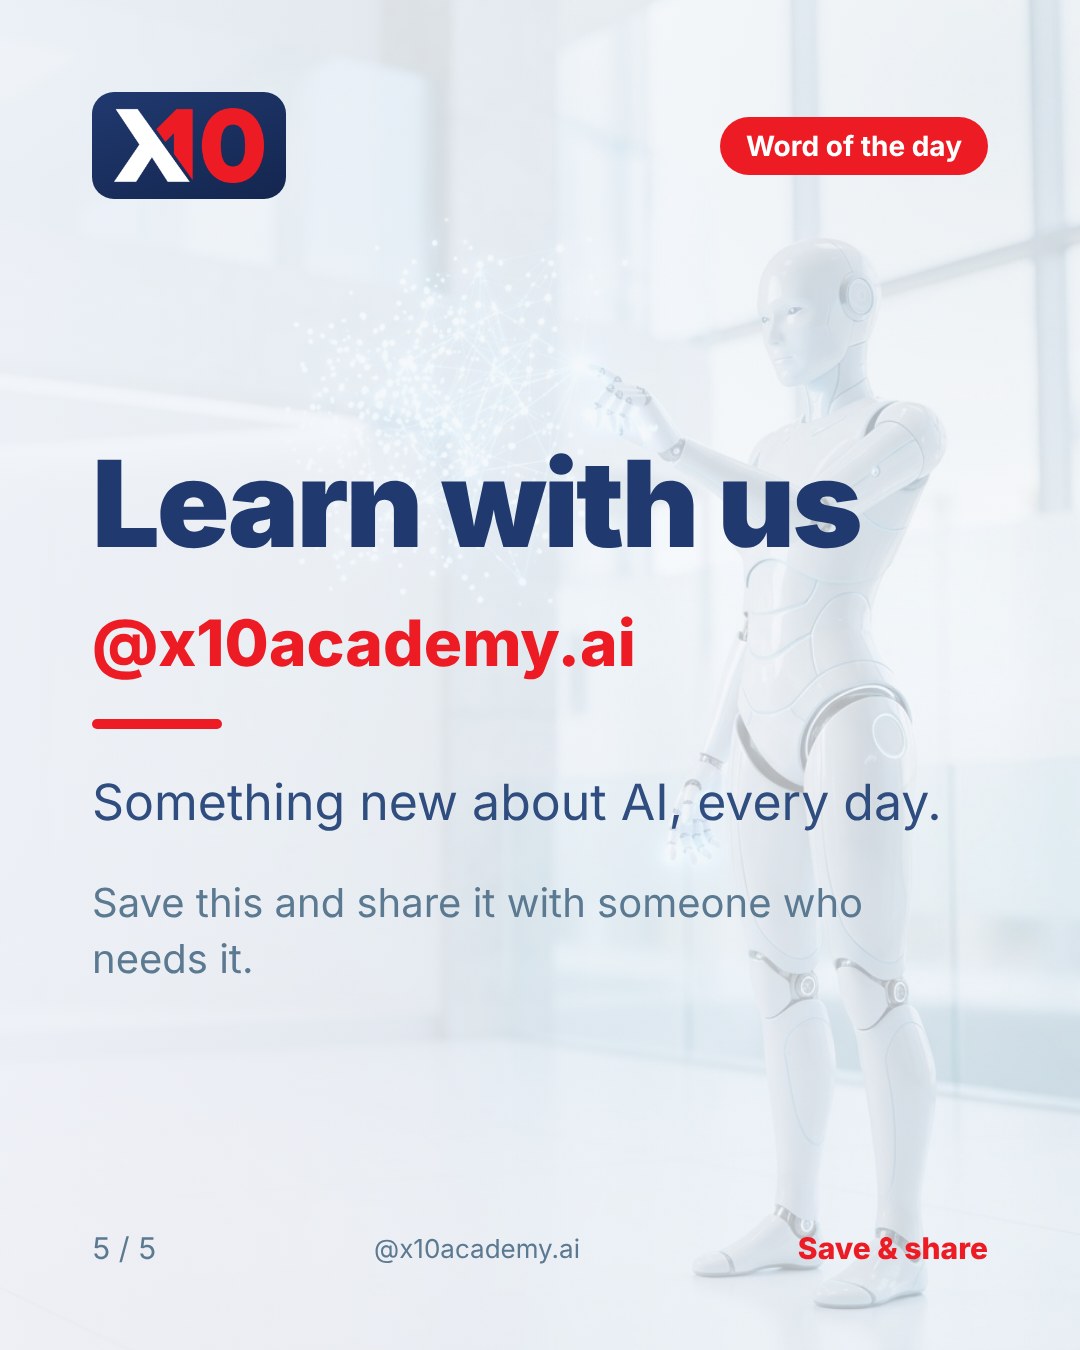 X10
Word of the day
Learn with us
@x10academy.ai
Something new about AI, every day.
Save this and share it with someone who
needs it.
5 / 5
@x10academy.ai
Save & share